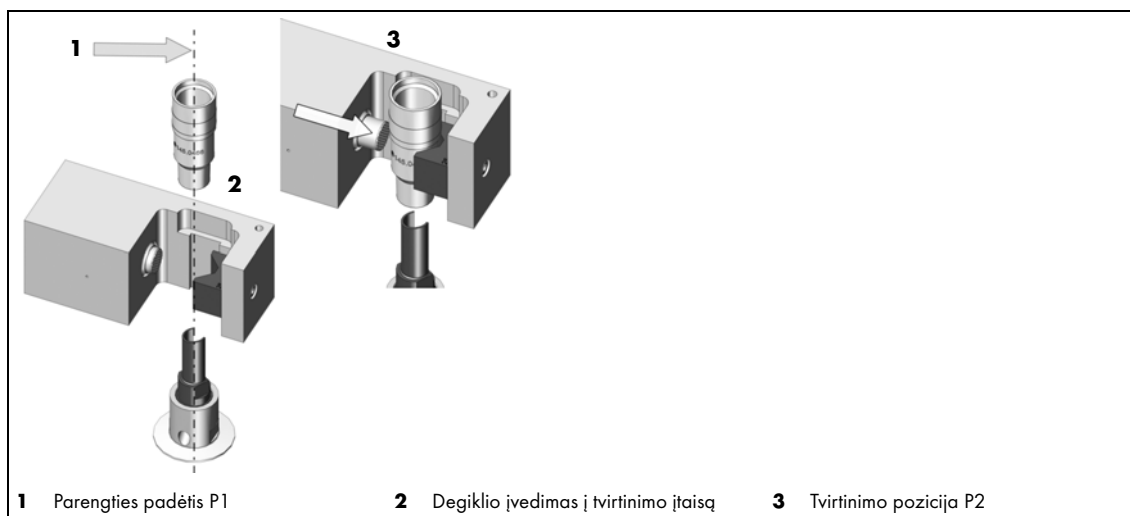 1
3
2
1 Parengties padėtis P1
2 Degiklio įvedimas į tvirtinimo įtaisą
3 Tvirtinimo pozicija P2